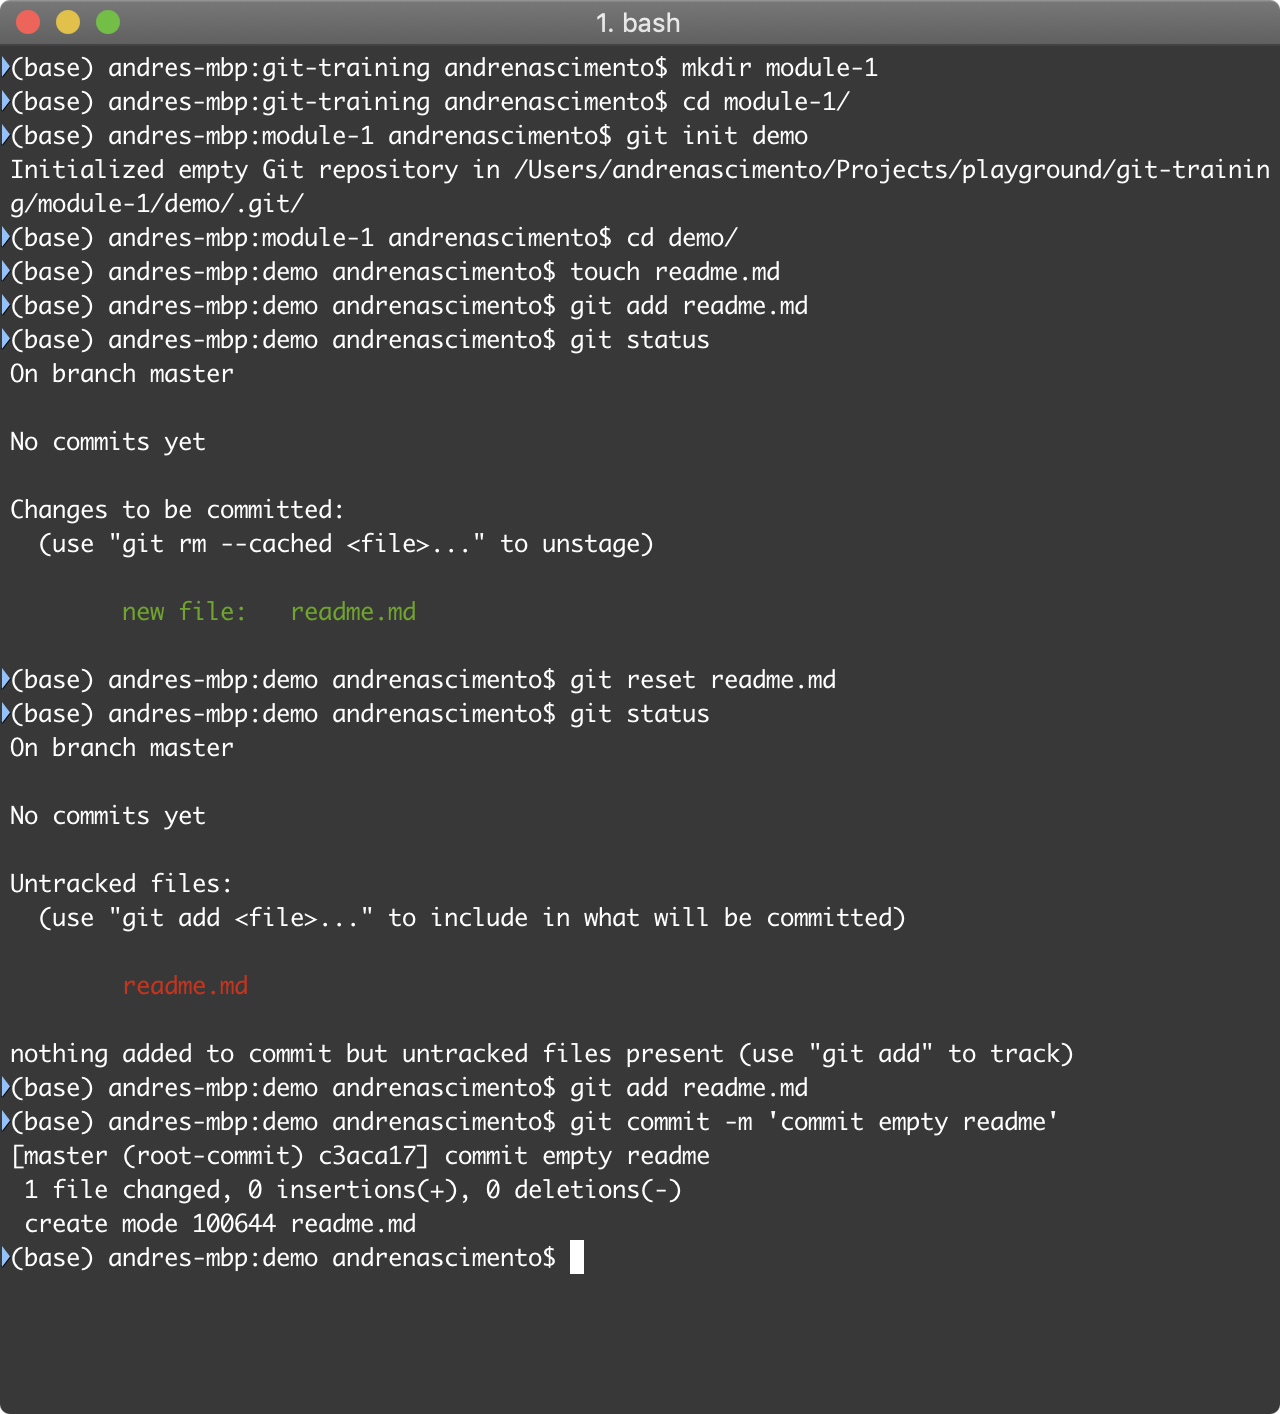 1. bash
(base) andres-mbp:git-training andrenascimento$ mkdir module-1
(base) andres-mbp:git-training andrenascimento$ cd module-1/
(base) andres-mbp:module-1 andrenascimento$ git init demo
Initialized empty Git repository in /Users/andrenascimento/Projects/playground/git-trainin
g/module-1/demo/.git/
(base) andres-mbp:module-1 andrenascimento$ cd demo/
(base) andres-mbp:demo andrenascimento$ touch readme.md
(base) andres-mbp:demo andrenascimento$ git add readme.md
(base) andres-mbp:demo andrenascimento$ git status
On branch master

No commits yet

Changes to be committed:
  (use "git rm --cached <file>..." to unstage)

        new file:   readme.md

(base) andres-mbp:demo andrenascimento$ git reset readme.md
(base) andres-mbp:demo andrenascimento$ git status
On branch master

No commits yet

Untracked files:
  (use "git add <file>..." to include in what will be committed)

        readme.md

nothing added to commit but untracked files present (use "git add" to track)
(base) andres-mbp:demo andrenascimento$ git add readme.md
(base) andres-mbp:demo andrenascimento$ git commit -m 'commit empty readme'
[master (root-commit) c3aca17] commit empty readme
 1 file changed, 0 insertions(+), 0 deletions(-)
 create mode 100644 readme.md
(base) andres-mbp:demo andrenascimento$